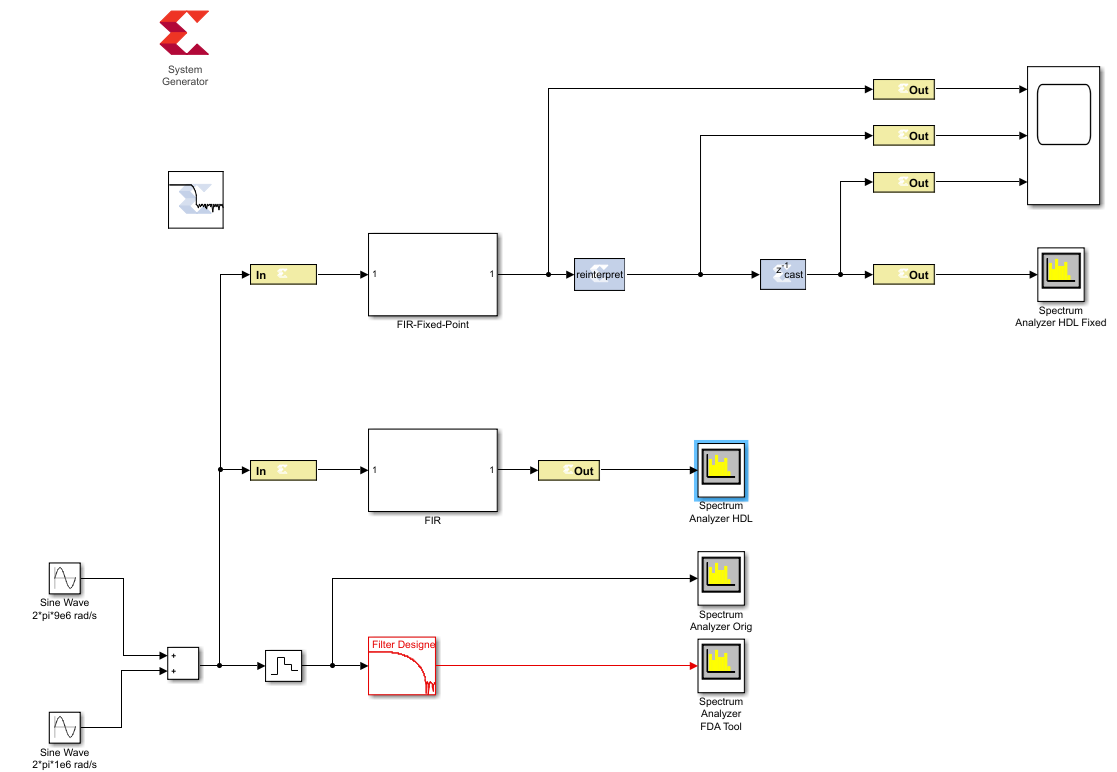 System
Generator
Out
Out
Out
In
1
1
reinterpret
z⁻¹
cast
Out
FIR-Fixed-Point
Spectrum
Analyzer HDL Fixed
In
1
1
Out
FIR
Spectrum
Analyzer HDL
Sine Wave
2*pi*9e6 rad/s
Spectrum
Analyzer Orig
+
+
Filter Designe
Spectrum
Analyzer
FDA Tool
Sine Wave
2*pi*1e6 rad/s